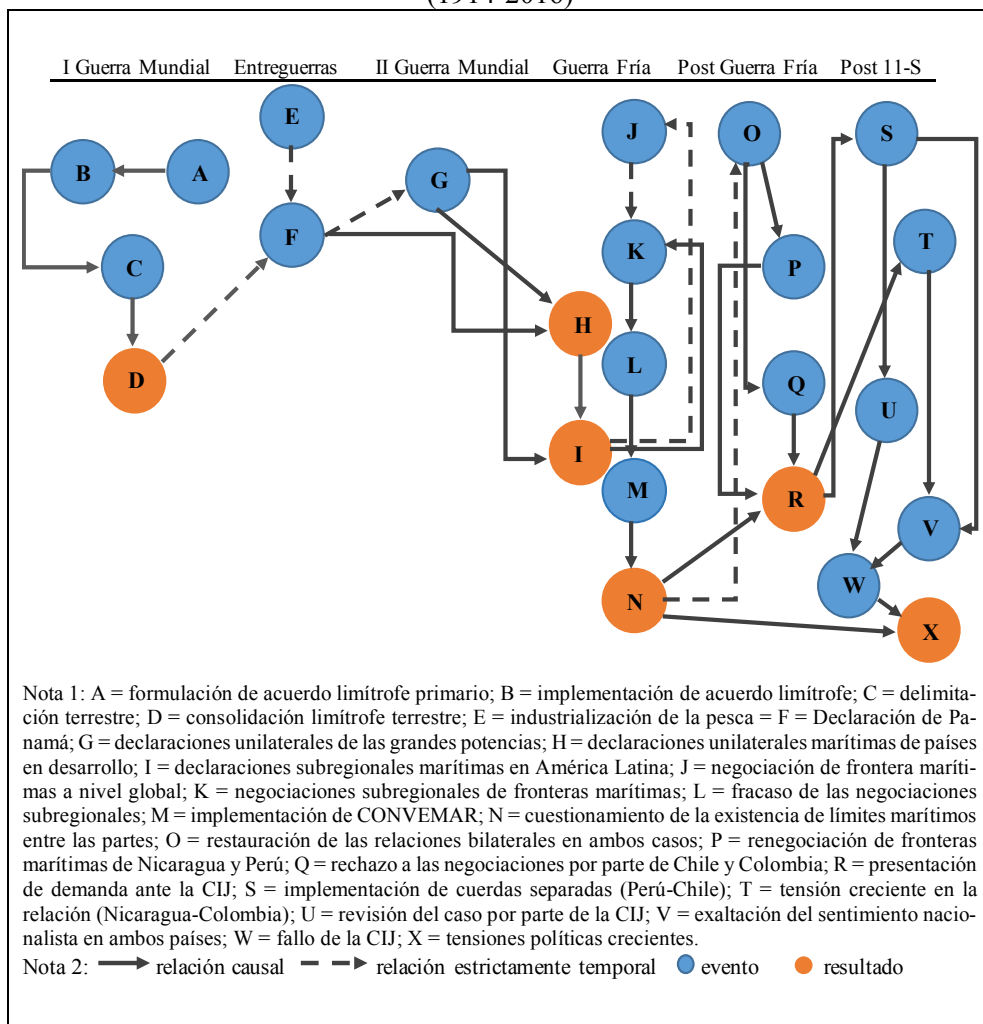 I Guerra Mundial Entreguerras II Guerra Mundial Guerra Fría Post Guerra Fría Post 11-S
E
J
O
S
B
A
G
F
K
T
C
P
H
L
D
Q
U
I
M
R
V
W
N
X
Nota 1: A = formulación de acuerdo limítrofe primario; B = implementación de acuerdo limítrofe; C = delimita-
ción terrestre; D = consolidación limítrofe terrestre; E = industrialización de la pesca = F = Declaración de Pa-
namá; G = declaraciones unilaterales de las grandes potencias; H = declaraciones unilaterales marítimas de países
en desarrollo; I = declaraciones subregionales marítimas en América Latina; J = negociación de frontera maríti-
mas a nivel global; K = negociaciones subregionales de fronteras marítimas; L = fracaso de las negociaciones
subregionales; M = implementación de CONVEMAR; N = cuestionamiento de la existencia de límites marítimos
entre las partes; O = restauración de las relaciones bilaterales en ambos casos; P = renegociación de fronteras
marítimas de Nicaragua y Perú; Q = rechazo a las negociaciones por parte de Chile y Colombia; R = presentación
de demanda ante la CIJ; S = implementación de cuerdas separadas (Perú-Chile); T = tensión creciente en la
relación (Nicaragua-Colombia); U = revisión del caso por parte de la CIJ; V = exaltación del sentimiento nacio-
nalista en ambos países; W = fallo de la CIJ; X = tensiones políticas crecientes.
Nota 2: relación causal relación estrictamente temporal evento resultado